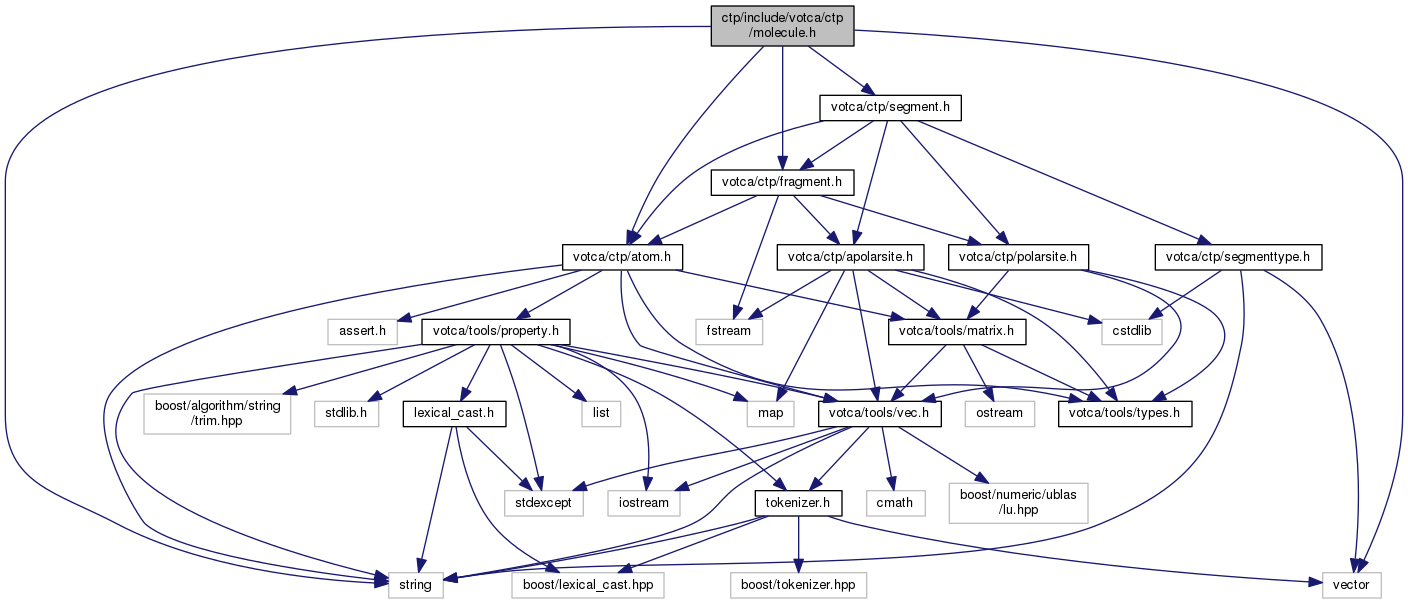 ctp/include/votca/ctp
/molecule.h
votca/ctp/segment.h
votca/ctp/fragment.h
votca/ctp/atom.h
votca/ctp/apolarsite.h
votca/ctp/polarsite.h
votca/ctp/segmenttype.h
assert.h
votca/tools/property.h
fstream
votca/tools/matrix.h
cstdlib
boost/algorithm/string
/trim.hpp
stdlib.h
lexical_cast.h
list
map
votca/tools/vec.h
ostream
votca/tools/types.h
stdexcept
iostream
tokenizer.h
cmath
boost/numeric/ublas
/lu.hpp
string
boost/lexical_cast.hpp
boost/tokenizer.hpp
vector